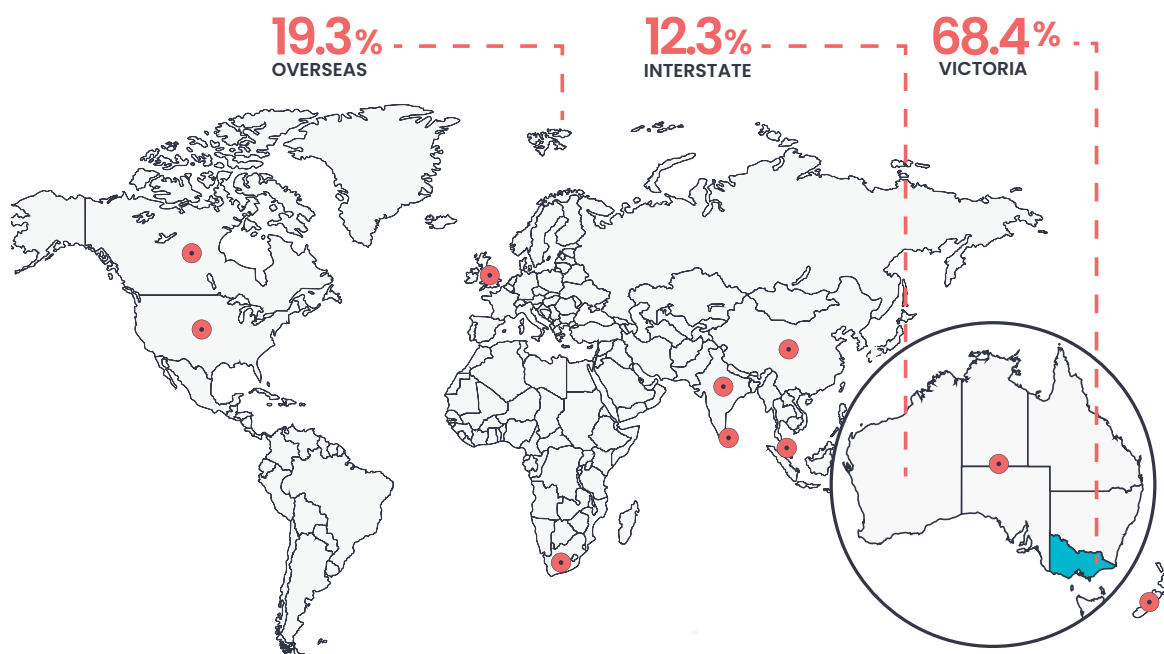 19.3%
OVERSEAS
12.3%
INTERSTATE
68.4%
VICTORIA